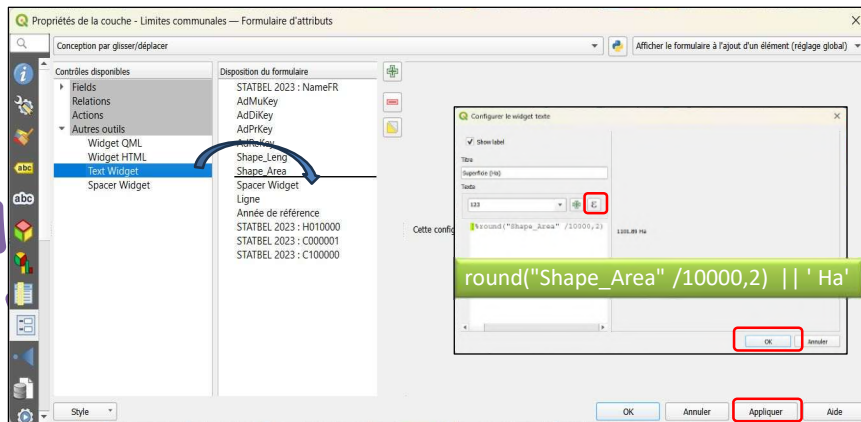 Propriétés de la couche - Limites communales — Formulaire d'attributs
Conception par glisser/déplacer
Afficher le formulaire à l'ajout d'un élément (réglage global)
Contrôles disponibles
Fields
Relations
Actions
Autres outils
Widget QML
Widget HTML
Text Widget
Spacer Widget
Disposition du formulaire
STATBEL 2023 : NameFR
AdMuKey
AdDiKey
AdPrKey
AdReKey
Shape_Leng
Shape_Area
Spacer Widget
Ligne
Année de référence
STATBEL 2023 : H010000
STATBEL 2023 : C000001
STATBEL 2023 : C100000
Cette config
Configurer le widget texte
Show label
Titre
Superficie (Ha)
Texte
123
ε
[%round("Shape_Area" /10000,2)
round("Shape_Area" /10000,2) || ' Ha'
OK
Annuler
abc
abc
Style
OK
Annuler
Appliquer
Aide